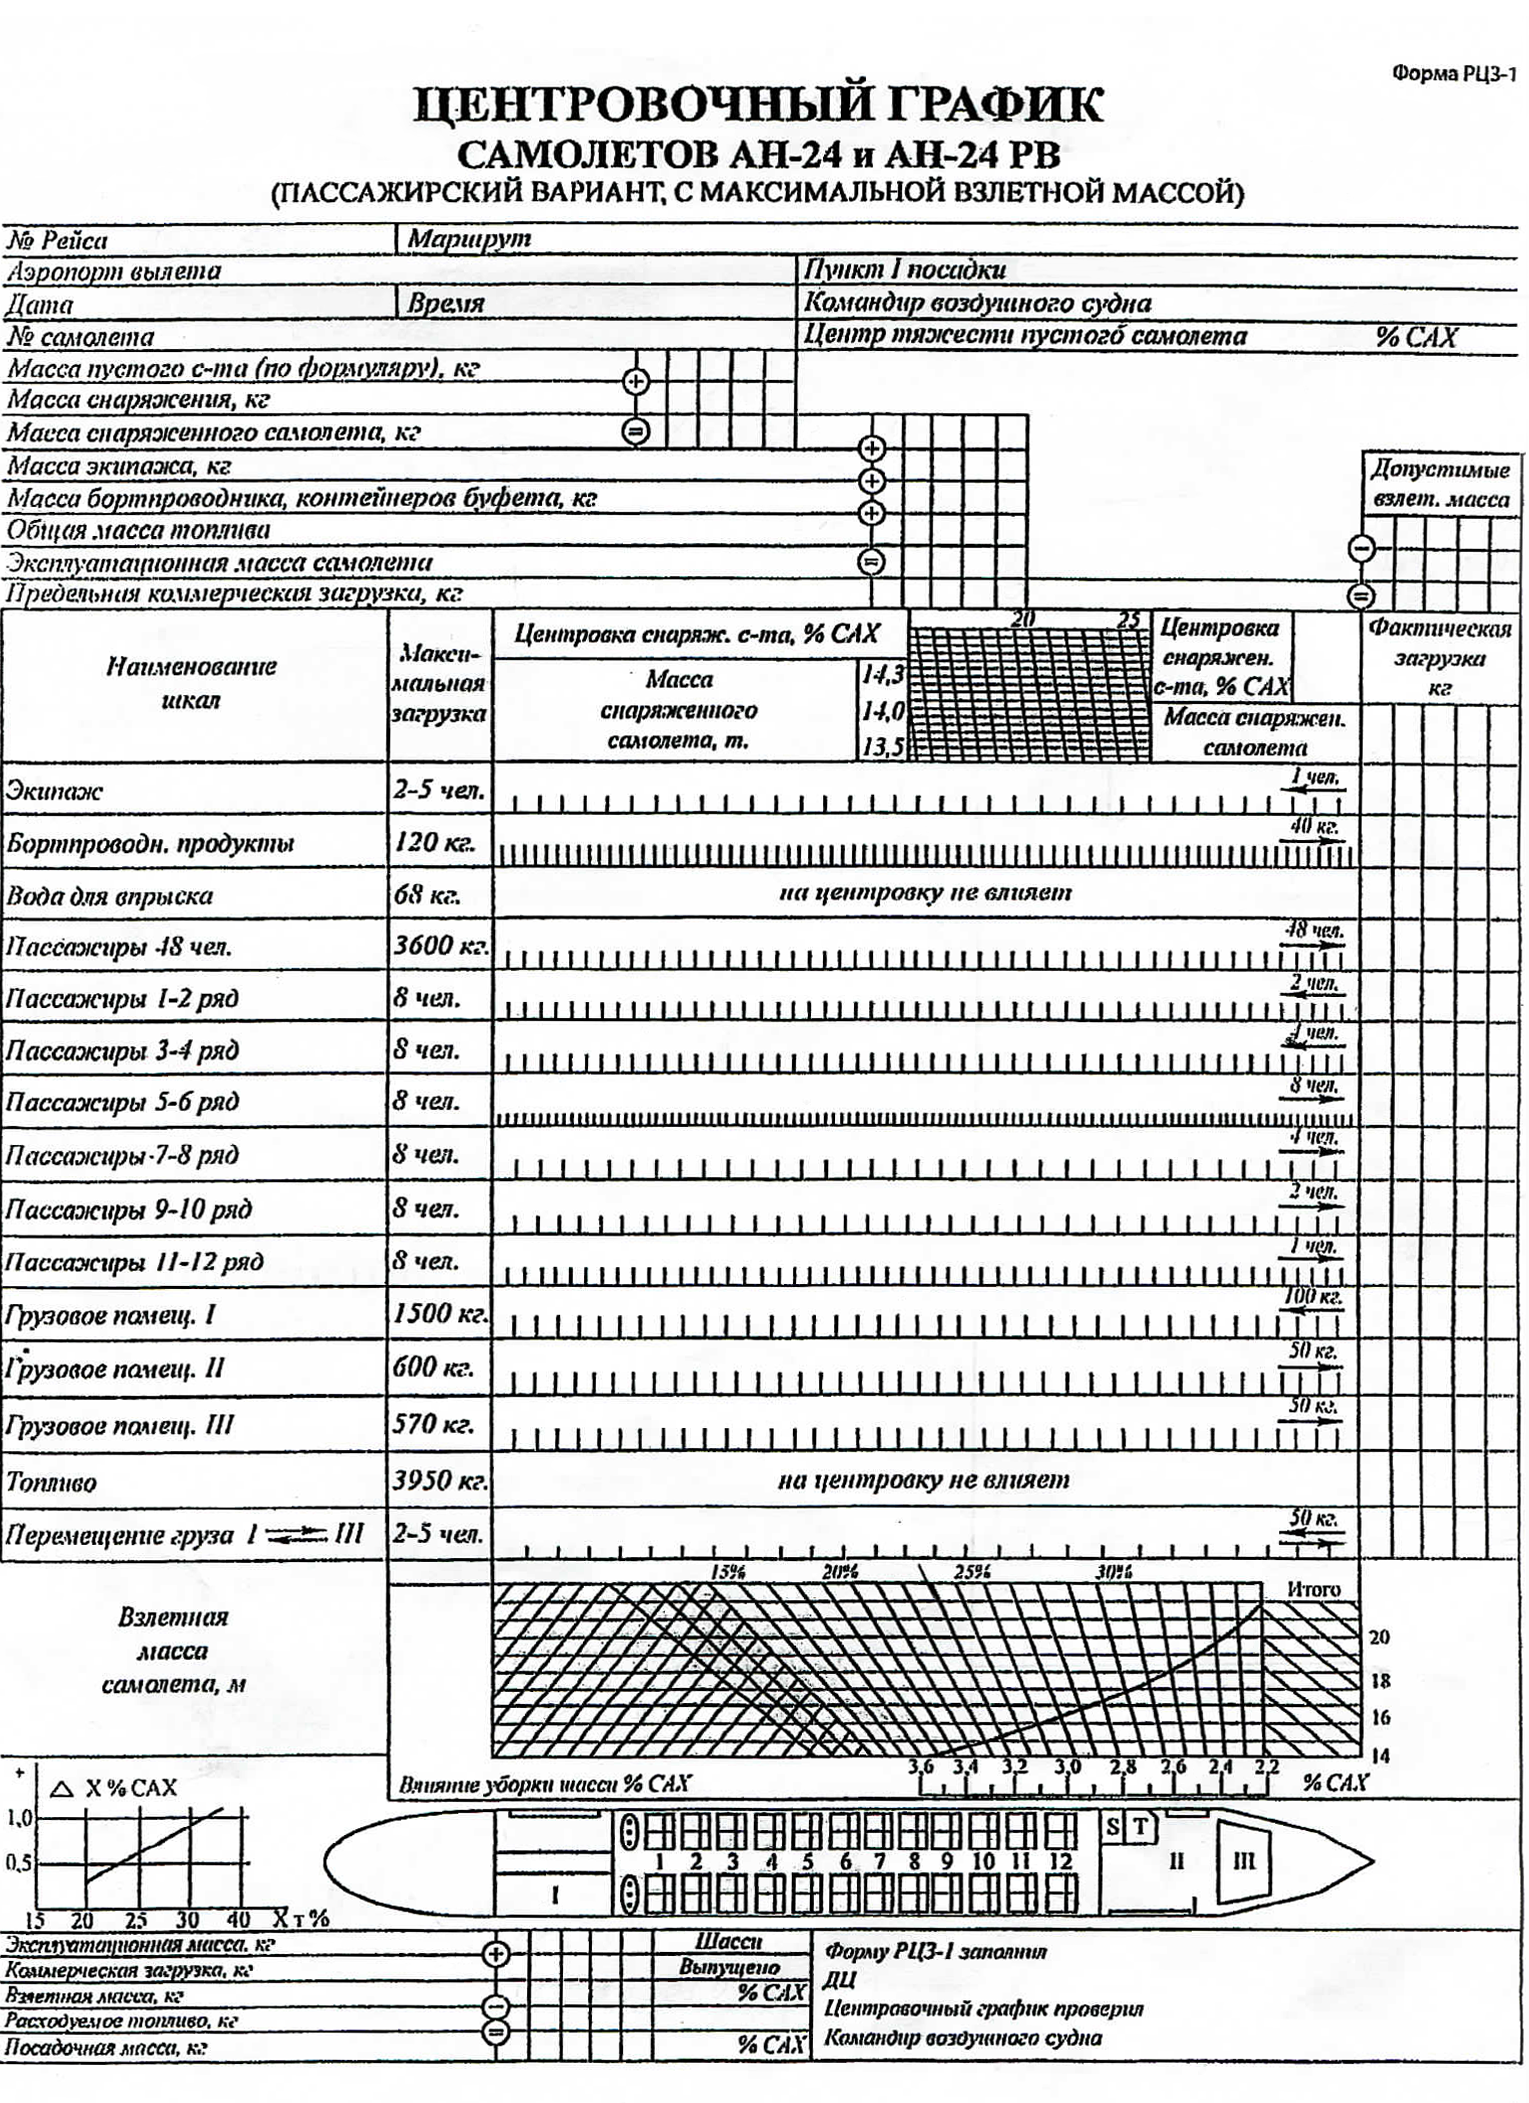 Форма РЦЗ-1
ЦЕНТРОВОЧНЫЙ ГРАФИК
САМОЛЕТОВ АН-24 и АН-24 РВ
(ПАССАЖИРСКИЙ ВАРИАНТ, С МАКСИМАЛЬНОЙ ВЗЛЕТНОЙ МАССОЙ)
№ Рейса Маршрут
Аэропорт вылета Пункт I посадки
Дата Время Командир воздушного судна
№ самолета Центр тяжести пустого самолета % САХ
Масса пустого с-та (по формуляру), кг
+
Масса снаряжения, кг
Масса снаряженного самолета, кг =
+
Масса экипажа, кг
+
Масса бортпроводника, контейнеров буфета, кг
+
Общая масса топлива
Эксплуатационная масса самолета =
Предельная коммерческая загрузка, кг
Допустимые
взлет. масса
−
=
Наименование
шкал
Макси-
мальная
загрузка
Центровка снаряж. с-та, % САХ
Масса
снаряженного
самолета, т.
14,3
14,0
13,5
20 25
Центровка
снаряжен.
с-та, % САХ
Масса снаряжен.
самолета
Фактическая
загрузка
кг
Экипаж 2-5 чел. 1 чел.
Бортпроводн. продукты 120 кг. 40 кг.
Вода для впрыска 68 кг. на центровку не влияет
Пассажиры 48 чел. 3600 кг. 48 чел.
Пассажиры 1-2 ряд 8 чел. 2 чел.
Пассажиры 3-4 ряд 8 чел. 4 чел.
Пассажиры 5-6 ряд 8 чел. 8 чел.
Пассажиры 7-8 ряд 8 чел. 4 чел.
Пассажиры 9-10 ряд 8 чел. 2 чел.
Пассажиры 11-12 ряд 8 чел. 1 чел.
Грузовое помещ. I 1500 кг. 100 кг.
Грузовое помещ. II 600 кг. 50 кг.
Грузовое помещ. III 570 кг. 50 кг.
Топливо 3950 кг. на центровку не влияет
Перемещение груза I III 2-5 чел. 50 кг.
15% 20% 25% 30%
Взлетная
масса
самолета, м
Итого
20
18
16
14
3,6 3,4 3,2 3,0 2,8 2,6 2,4 2,2
Влияние уборки шасси % САХ % САХ
+
△ X % САХ
1,0
0,5
15 20 25 30 40 Xт%
1 2 3 4 5 6 7 8 9 10 11 12
I
S T
II
III
Эксплуатационная масса, кг
+
Коммерческая загрузка, кг
Взлетная масса, кг
−
Расходуемое топливо, кг
=
Посадочная масса, кг
Шасси
Выпущено
% САХ
% САХ
Форму РЦЗ-1 заполнил
ДЦ
Центровочный график проверил
Командир воздушного судна